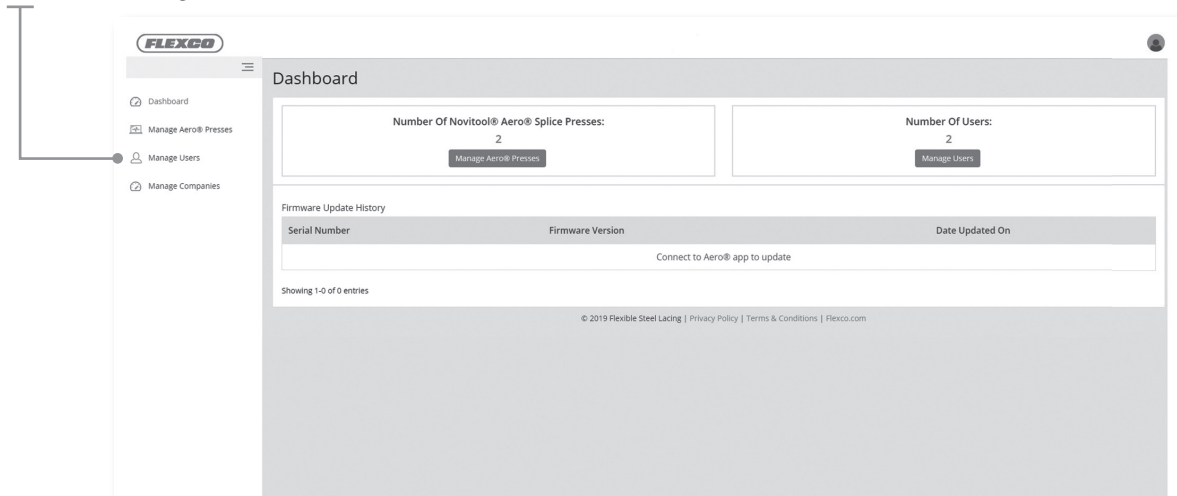 FLEXCO
Dashboard
Dashboard
Manage Aero® Presses
Manage Users
Manage Companies
Number Of Novitool® Aero® Splice Presses:
2
Manage Aero® Presses
Number Of Users:
2
Manage Users
Firmware Update History
Serial Number Firmware Version Date Updated On
Connect to Aero® app to update
Showing 1-0 of 0 entries
© 2019 Flexible Steel Lacing | Privacy Policy | Terms & Conditions | Flexco.com